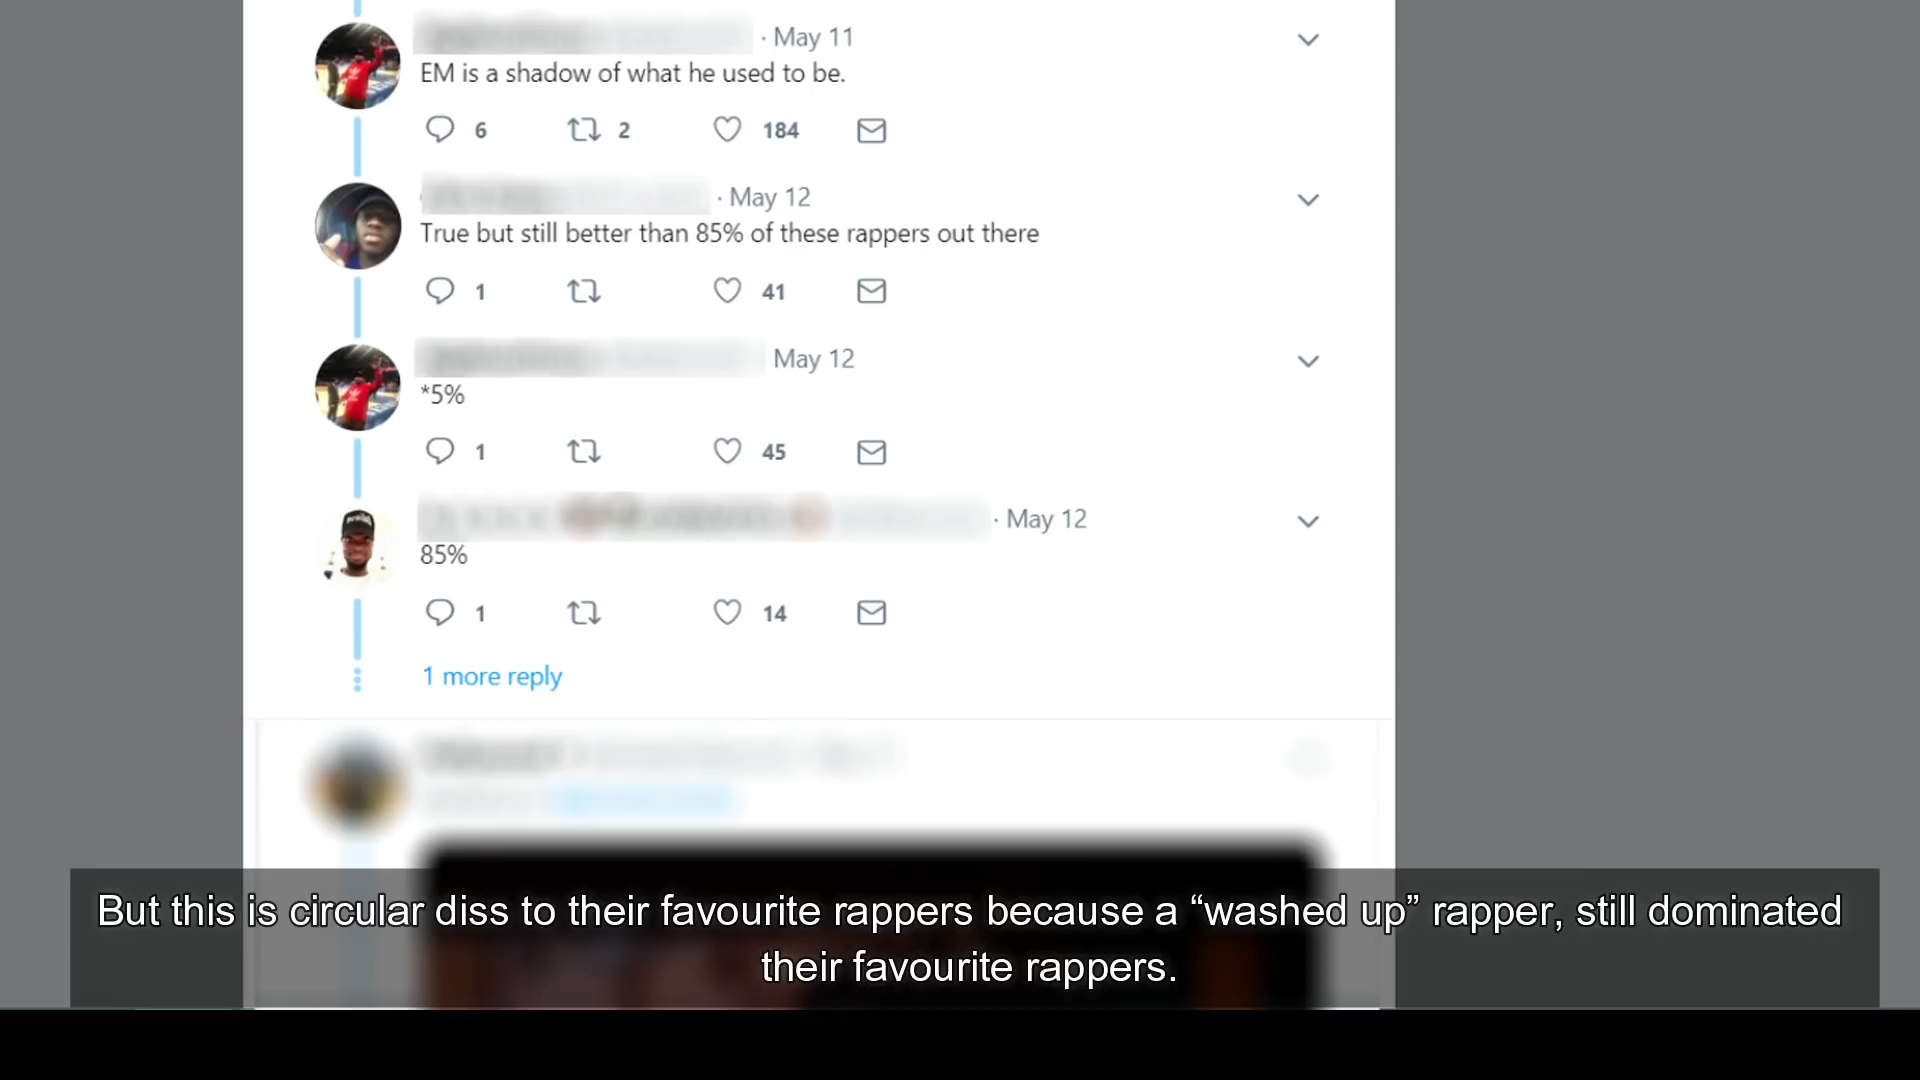 · May 11
EM is a shadow of what he used to be.
6 2 184
· May 12
True but still better than 85% of these rappers out there
1 41
May 12
*5%
1 45
· May 12
85%
1 14
1 more reply
But this is circular diss to their favourite rappers because a “washed up” rapper, still dominated
their favourite rappers.